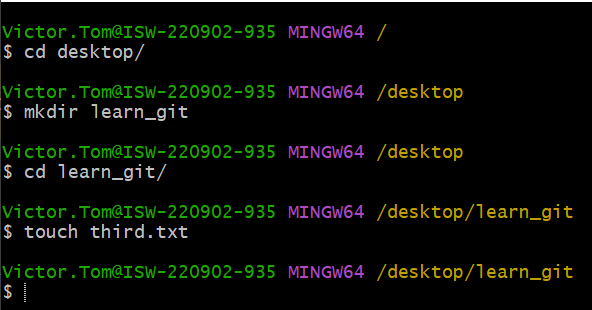 Victor.Tom@ISW-220902-935 MINGW64 /
$ cd desktop/
Victor.Tom@ISW-220902-935 MINGW64 /desktop
$ mkdir learn_git
Victor.Tom@ISW-220902-935 MINGW64 /desktop
$ cd learn_git/
Victor.Tom@ISW-220902-935 MINGW64 /desktop/learn_git
$ touch third.txt
Victor.Tom@ISW-220902-935 MINGW64 /desktop/learn_git
$